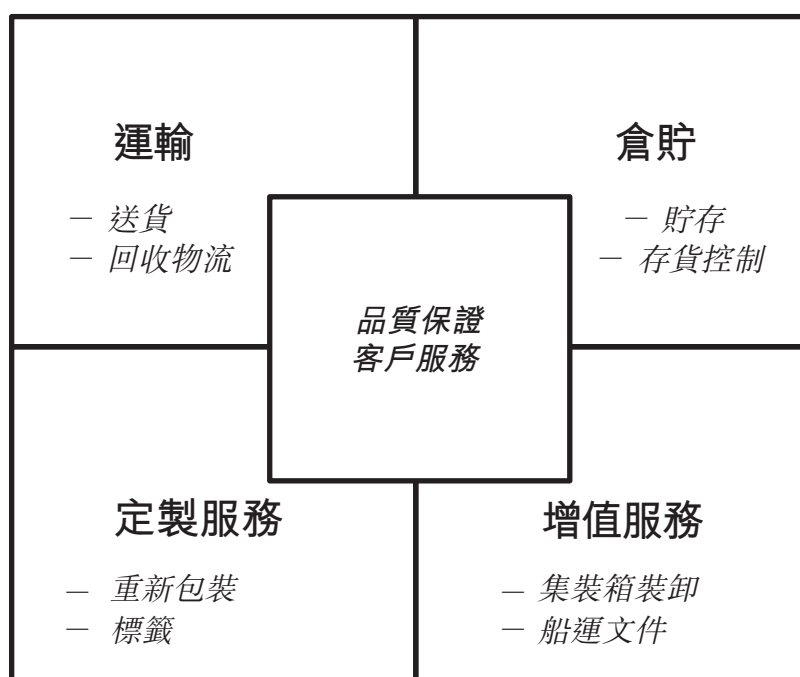 運輸
— 送貨
— 回收物流
倉貯
— 貯存
— 存貨控制
品質保證
客戶服務
定製服務
— 重新包裝
— 標籤
增值服務
— 集裝箱裝卸
— 船運文件